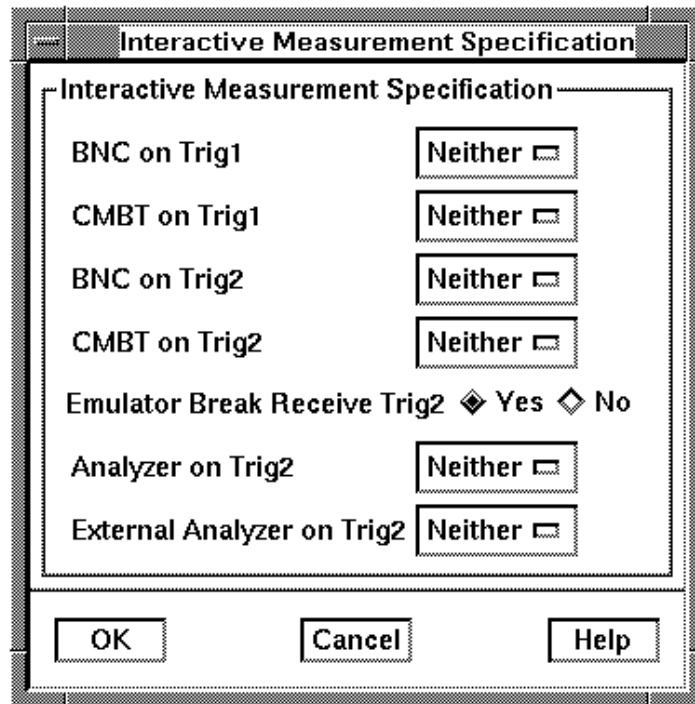 Interactive Measurement Specification
Interactive Measurement Specification
BNC on Trig1 Neither
CMBT on Trig1 Neither
BNC on Trig2 Neither
CMBT on Trig2 Neither
Emulator Break Receive Trig2 Yes No
Analyzer on Trig2 Neither
External Analyzer on Trig2 Neither
OK Cancel Help